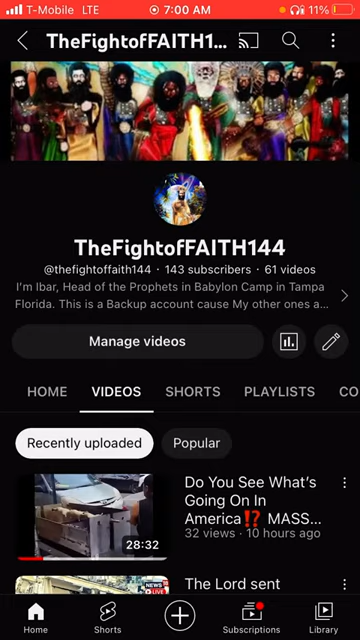 T-Mobile LTE 7:00 AM 11%
TheFightofFAITH1...
TheFightofFAITH144
@thefightoffaith144 · 143 subscribers · 61 videos
I'm Ibar, Head of the Prophets in Babylon Camp in Tampa
Florida. This is a Backup account cause My other ones a...
Manage videos
HOME VIDEOS SHORTS PLAYLISTS CO
Recently uploaded Popular
Do You See What's
Going On In
America⁉️ MASS...
32 views · 10 hours ago
28:32
The Lord sent
Home Shorts Subscriptions Library